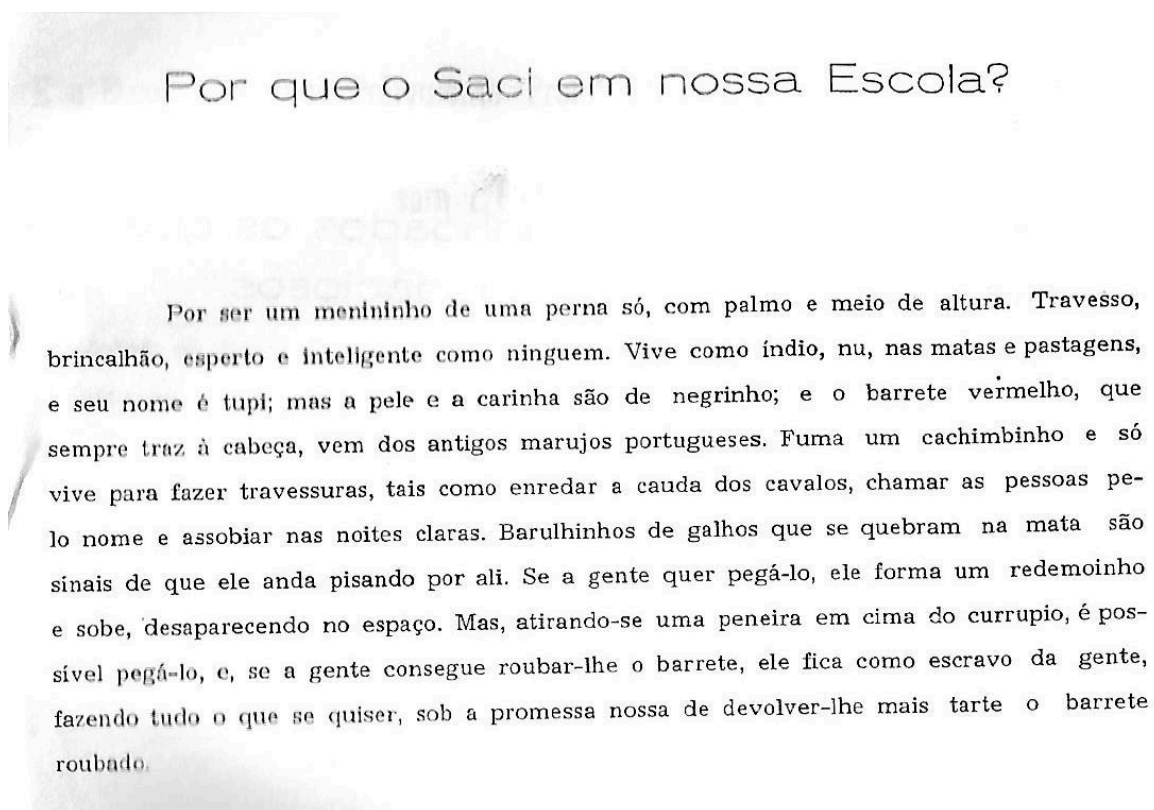 Por que o Saci em nossa Escola?
Por ser um menininho de uma perna só, com palmo e meio de altura. Travesso,
brincalhão, esperto e inteligente como ninguem. Vive como índio, nu, nas matas e pastagens,
e seu nome é tupi; mas a pele e a carinha são de negrinho; e o barrete vermelho, que
sempre traz à cabeça, vem dos antigos marujos portugueses. Fuma um cachimbinho e só
vive para fazer travessuras, tais como enredar a cauda dos cavalos, chamar as pessoas pe-
lo nome e assobiar nas noites claras. Barulhinhos de galhos que se quebram na mata são
sinais de que ele anda pisando por ali. Se a gente quer pegá-lo, ele forma um redemoinho
e sobe, desaparecendo no espaço. Mas, atirando-se uma peneira em cima do currupio, é pos-
sível pegá-lo, e, se a gente consegue roubar-lhe o barrete, ele fica como escravo da gente,
fazendo tudo o que se quiser, sob a promessa nossa de devolver-lhe mais tarte o barrete
roubado.